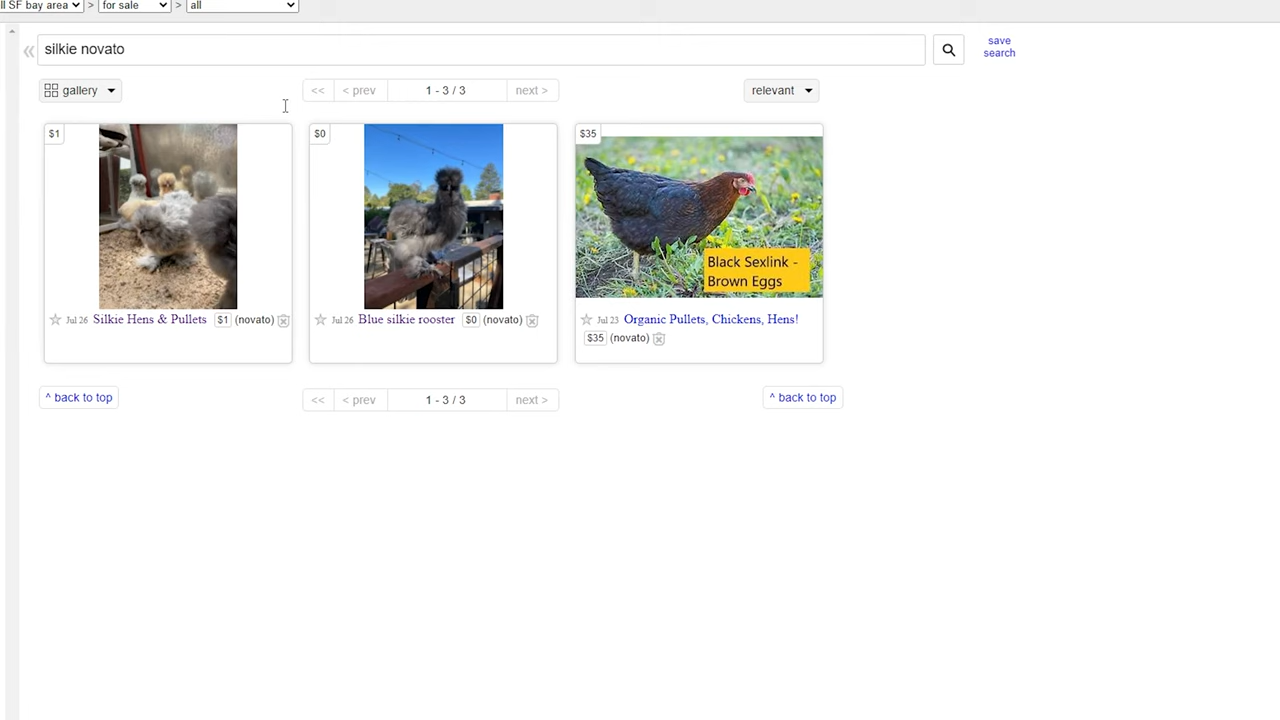 ll SF bay area > for sale > all
« silkie novato save search
gallery << < prev 1 - 3 / 3 next > relevant
$1 $0 $35
Black Sexlink -
Brown Eggs
Jul 26 Silkie Hens & Pullets $1 (novato)
Jul 26 Blue silkie rooster $0 (novato)
Jul 23 Organic Pullets, Chickens, Hens!
$35 (novato)
^ back to top << < prev 1 - 3 / 3 next > ^ back to top